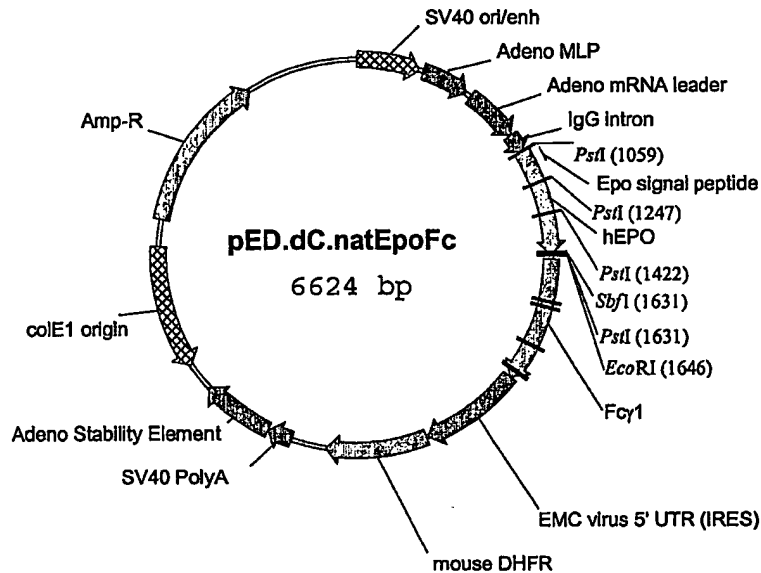 SV40 ori/enh
Adeno MLP
Adeno mRNA leader
IgG intron
PstI (1059)
Epo signal peptide
PstI (1247)
hEPO
PstI (1422)
SbfI (1631)
PstI (1631)
EcoRI (1646)
Fcγ1
EMC virus 5' UTR (IRES)
mouse DHFR
SV40 PolyA
Adeno Stability Element
colE1 origin
Amp-R
pED.dC.natEpoFc
6624 bp